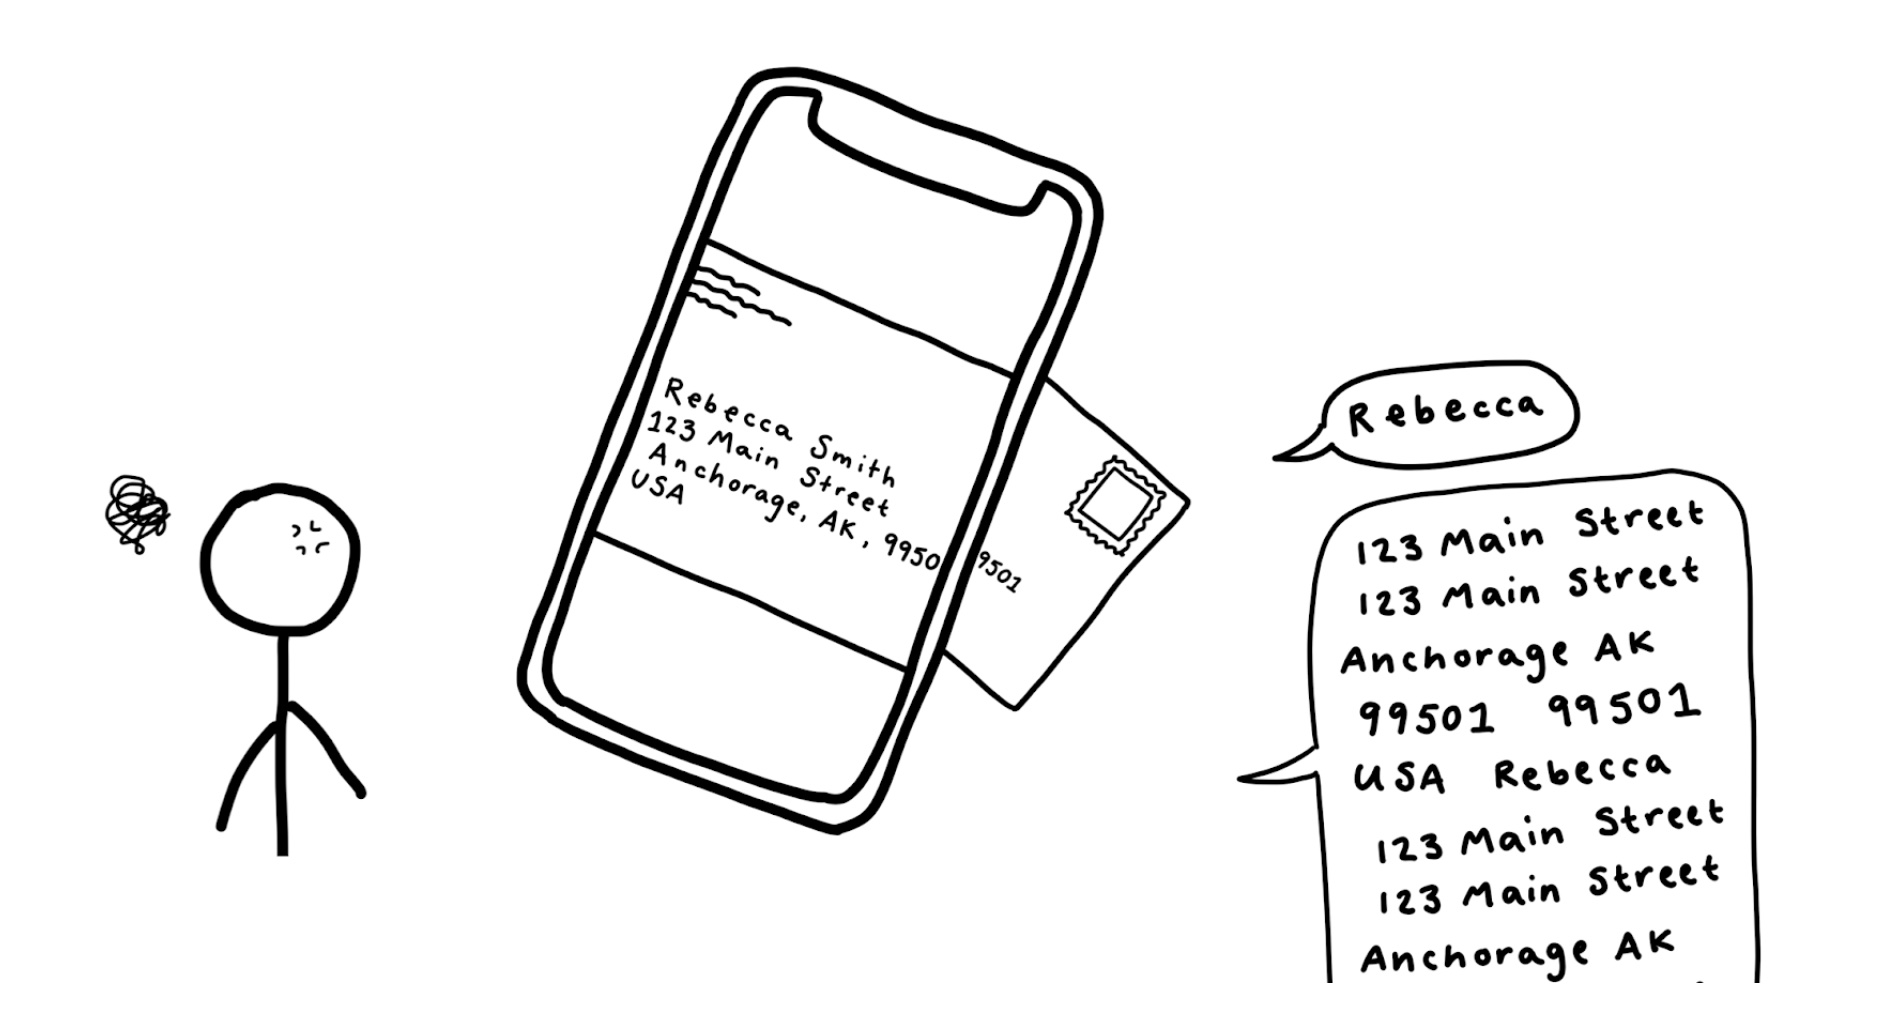 Rebecca Smith
123 Main Street
Anchorage, AK, 9950
USA
9501
Rebecca
123 Main Street
123 Main Street
Anchorage AK
99501 99501
USA Rebecca
123 Main Street
123 Main Street
Anchorage AK